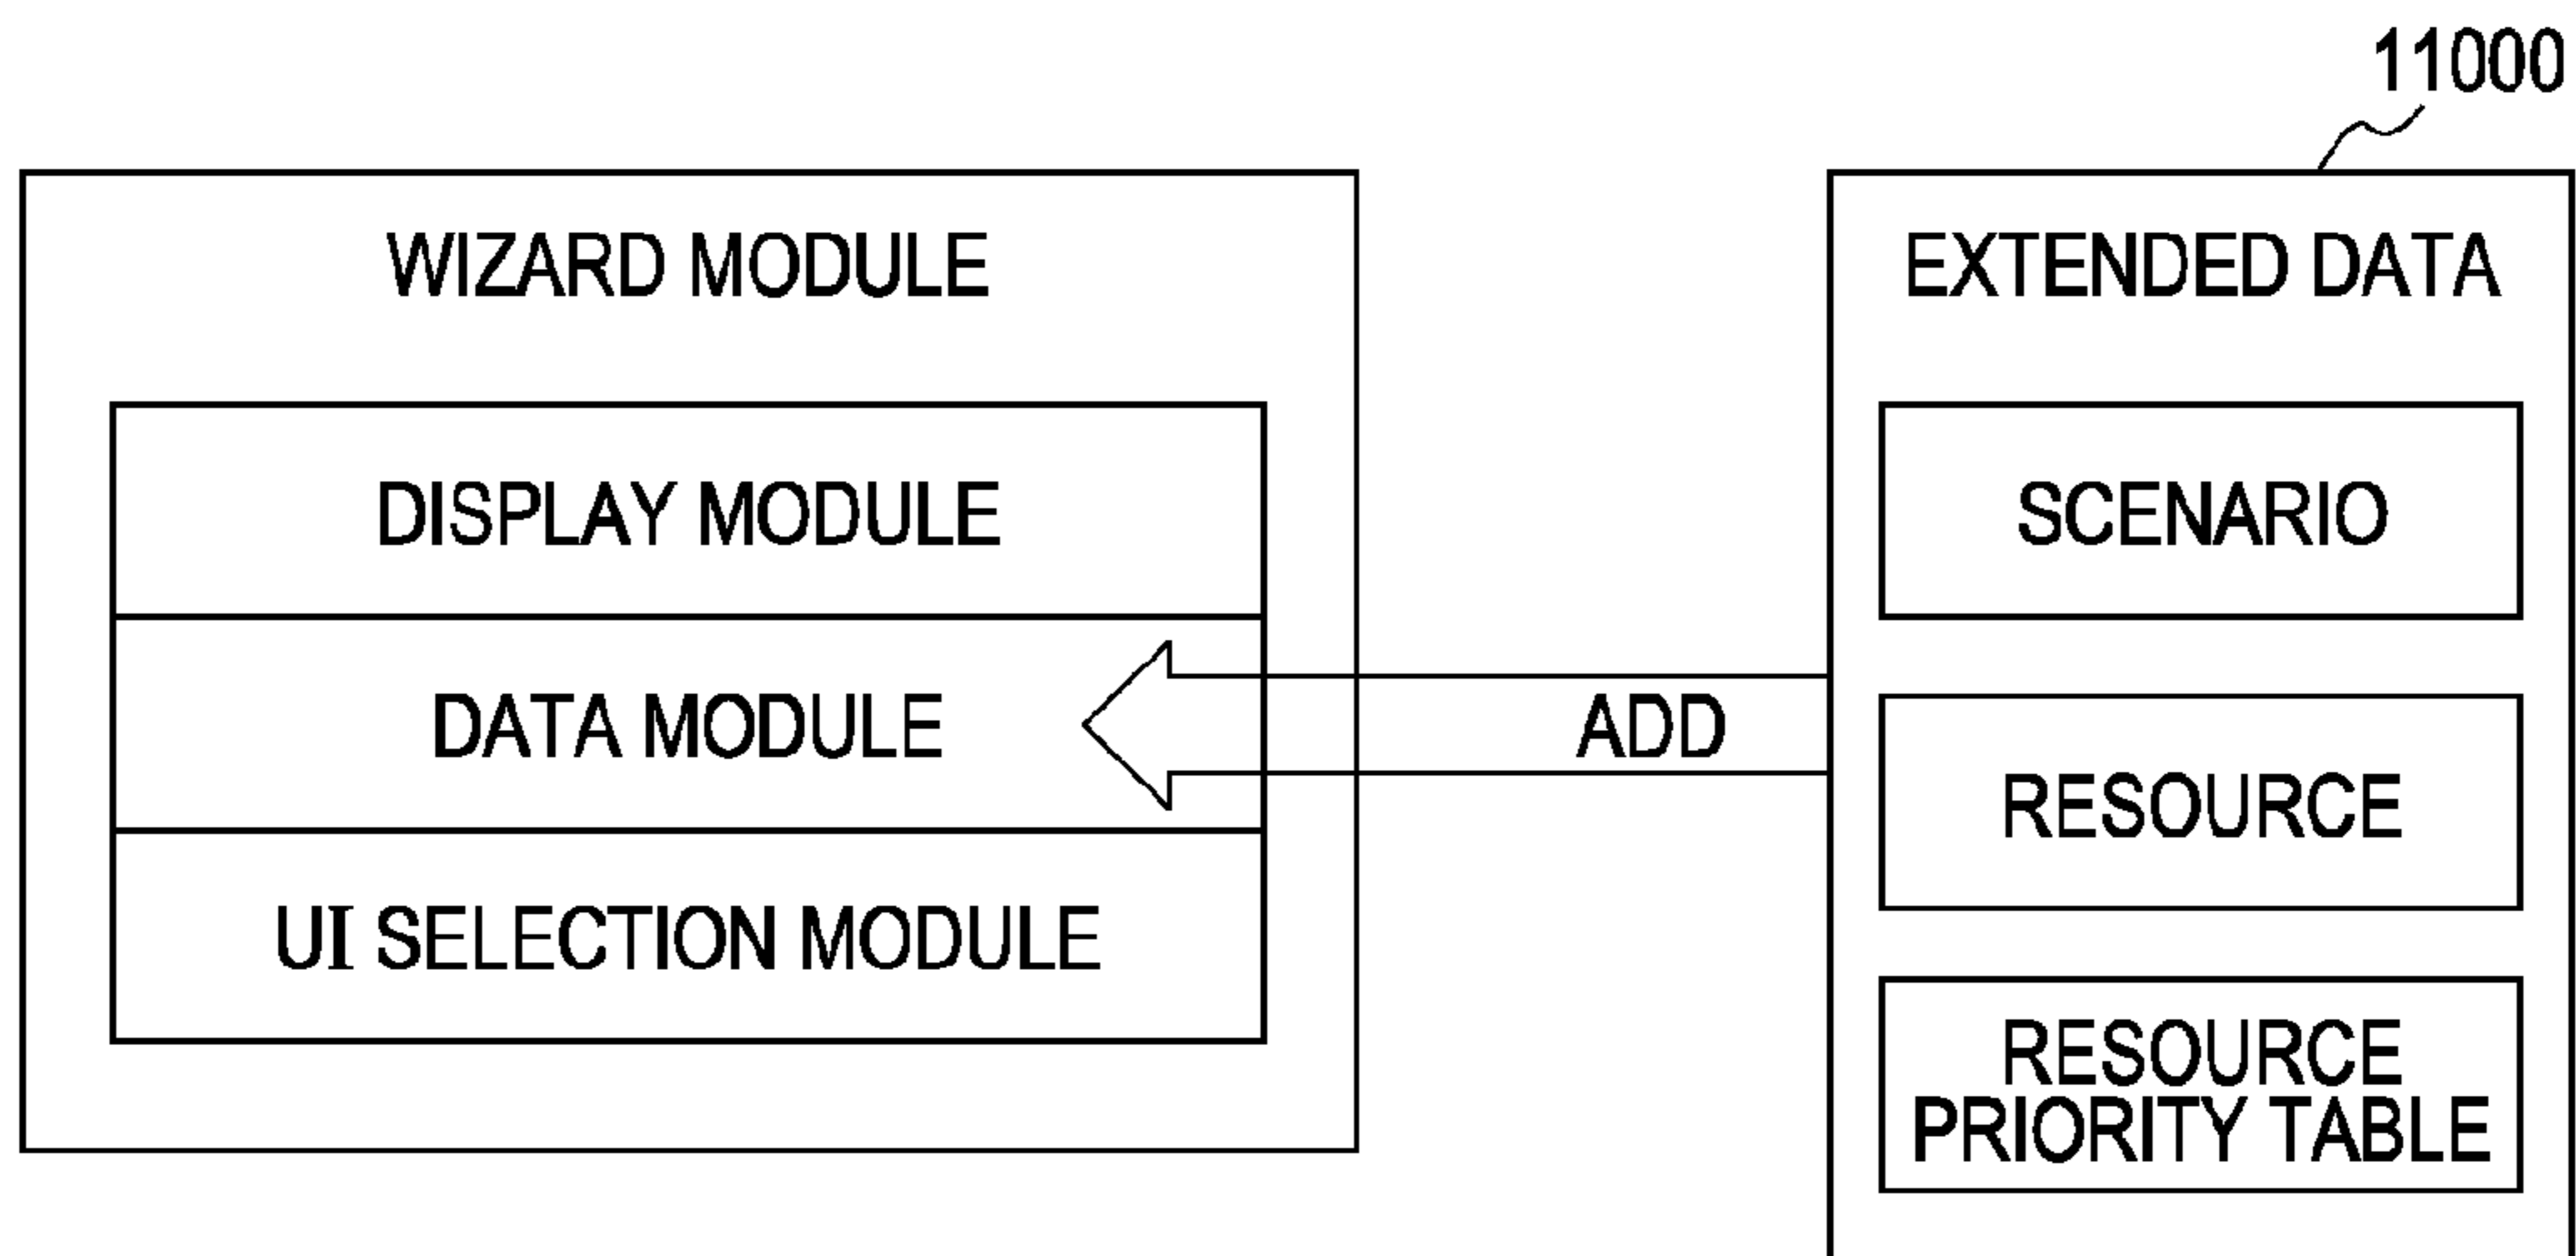 11000
WIZARD MODULE
DISPLAY MODULE
DATA MODULE
UI SELECTION MODULE
ADD
EXTENDED DATA
SCENARIO
RESOURCE
RESOURCE
PRIORITY TABLE